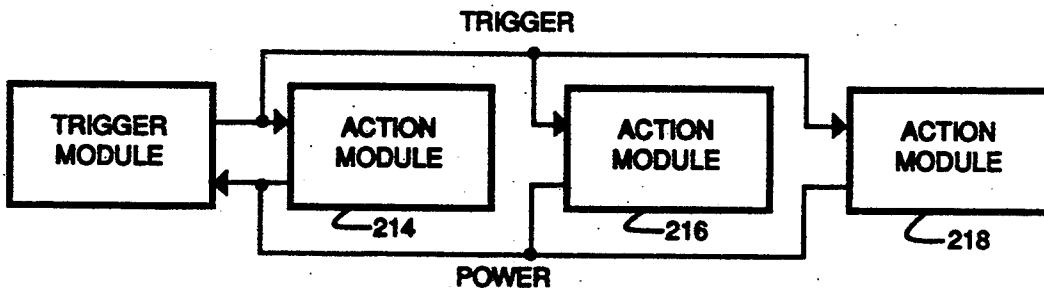 TRIGGER
TRIGGER
MODULE
ACTION
MODULE
ACTION
MODULE
ACTION
MODULE
214
216
218
POWER